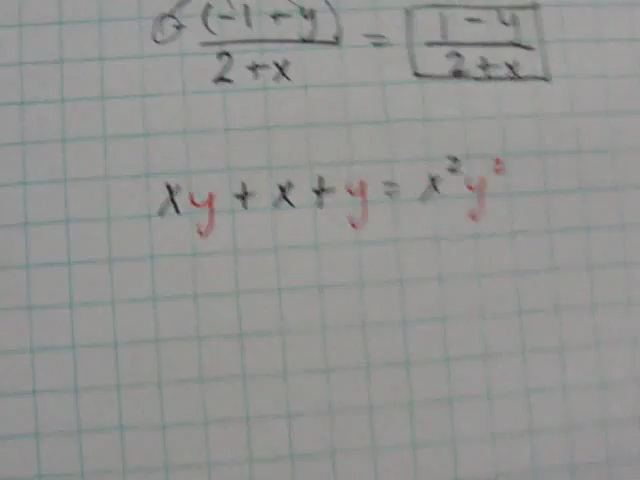 -(-1-y)/(2+x) = (1-y)/(2+x)
xy + x + y = x²y²